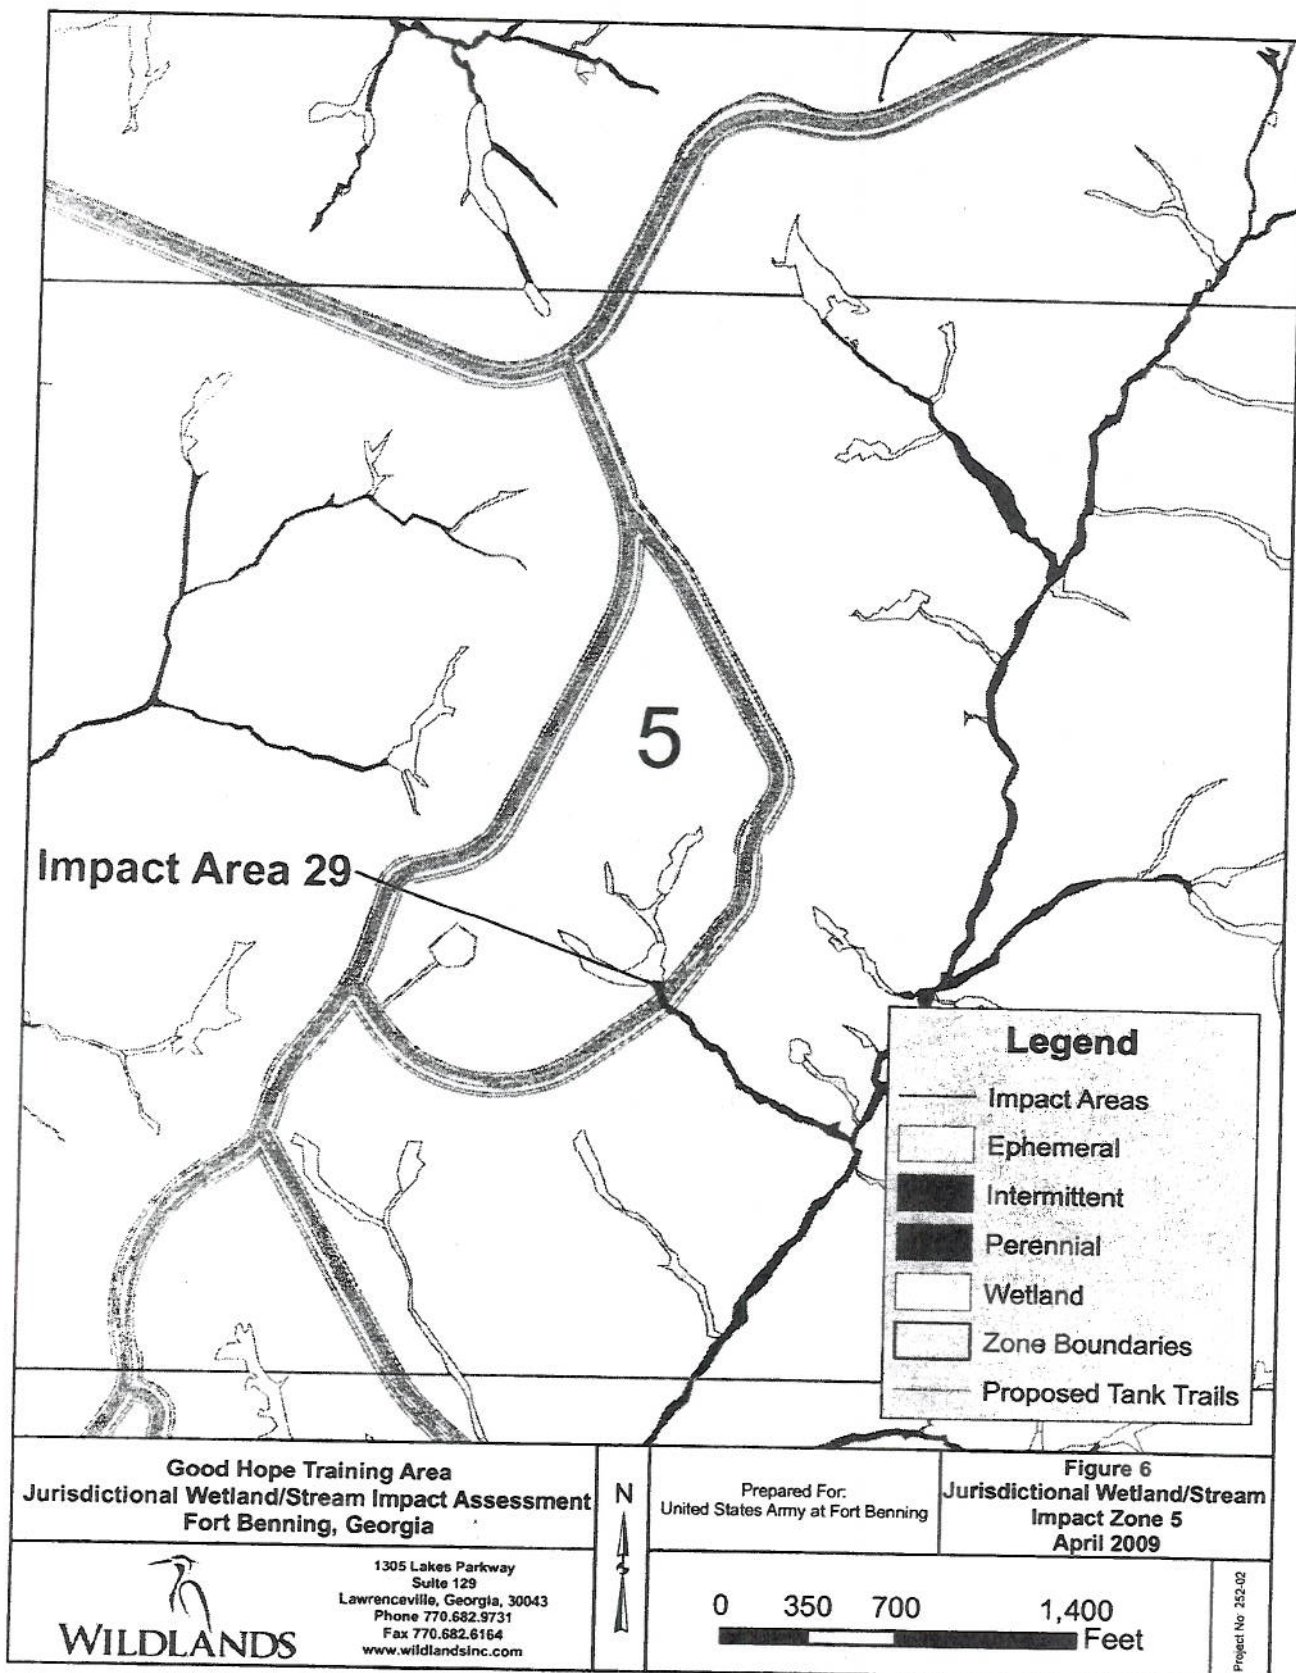 5
Impact Area 29
Legend
Impact Areas
Ephemeral
Intermittent
Perennial
Wetland
Zone Boundaries
Proposed Tank Trails
Good Hope Training Area
Jurisdictional Wetland/Stream Impact Assessment
Fort Benning, Georgia
WILDLANDS
1305 Lakes Parkway
Suite 129
Lawrenceville, Georgia, 30043
Phone 770.682.9731
Fax 770.682.6164
www.wildlandsinc.com
N
Prepared For:
United States Army at Fort Benning
Figure 6
Jurisdictional Wetland/Stream
Impact Zone 5
April 2009
0 350 700 1,400
Feet
Project No 252-02